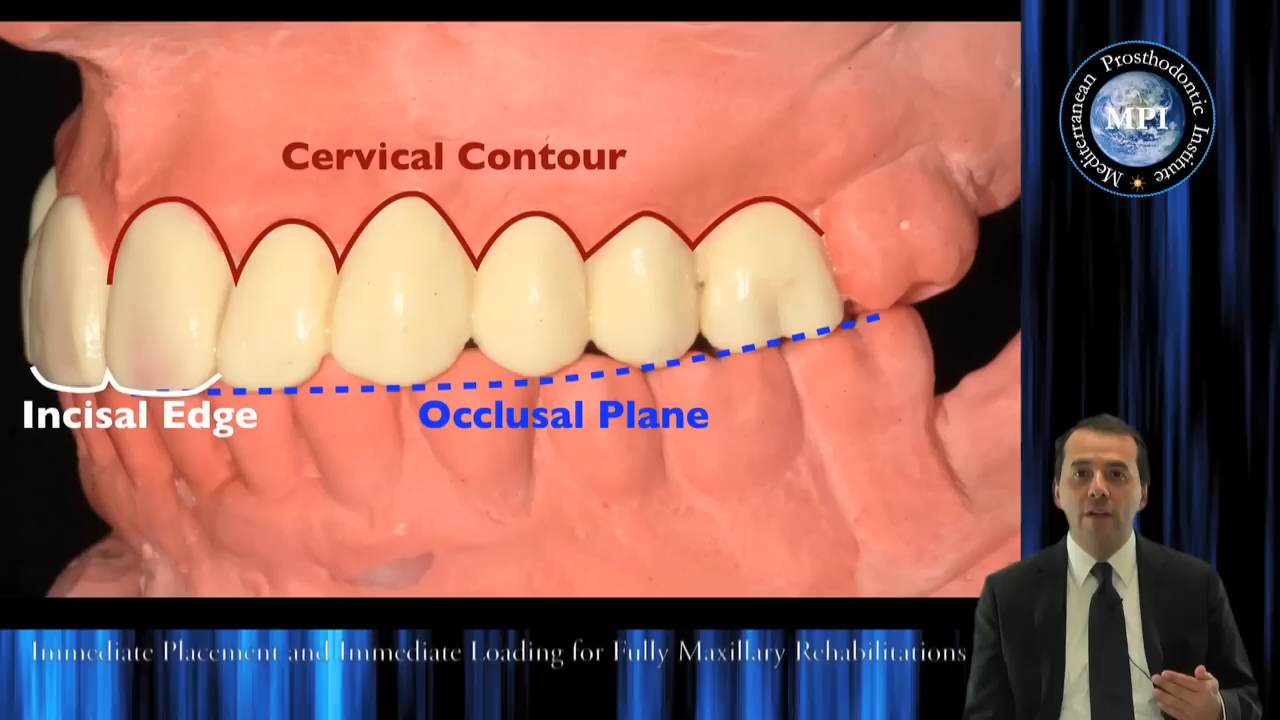 Mediterranean Prosthodontic Institute
MPI
Cervical Contour
Incisal Edge
Occlusal Plane
Immediate Placement and Immediate Loading for Fully Maxillary Rehabilitations